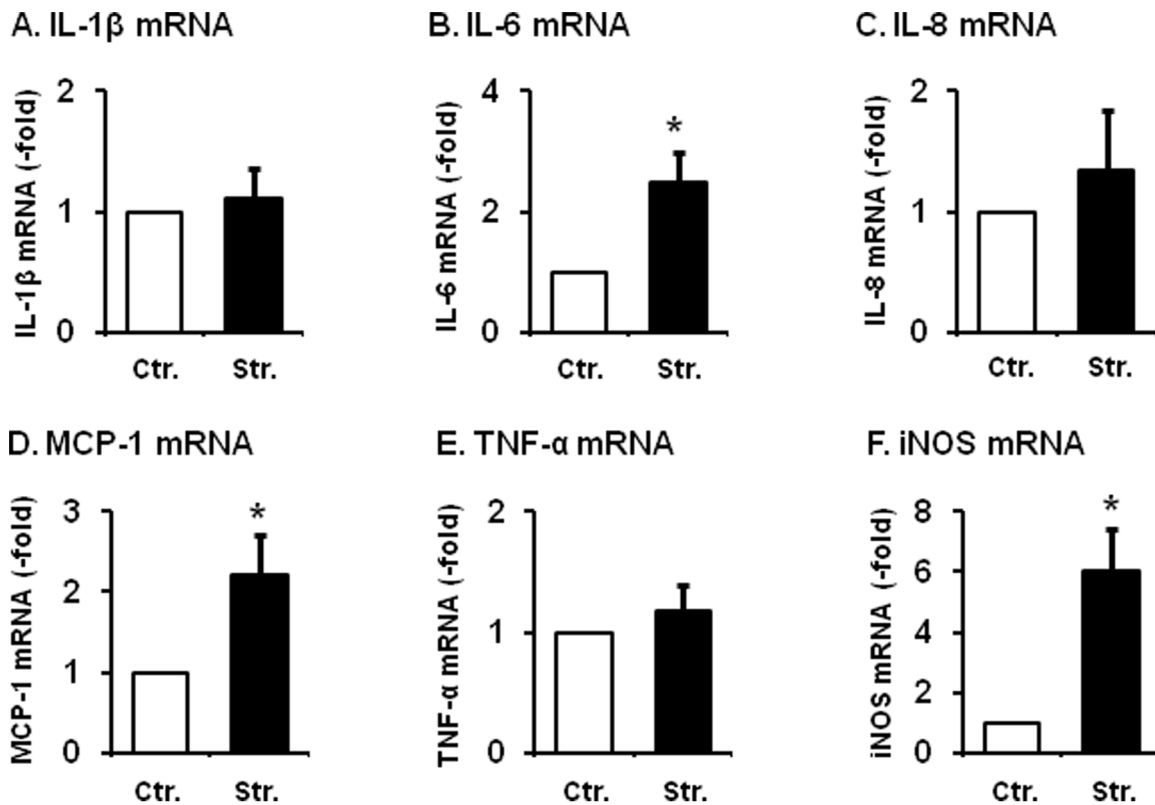 A. IL-1β mRNA
IL-1β mRNA (-fold)
2
1
0
Ctr. Str.
B. IL-6 mRNA
IL-6 mRNA (-fold)
4
2
0
*
Ctr. Str.
C. IL-8 mRNA
IL-8 mRNA (-fold)
2
1
0
Ctr. Str.
D. MCP-1 mRNA
MCP-1 mRNA (-fold)
3
2
1
0
*
Ctr. Str.
E. TNF-α mRNA
TNF-α mRNA (-fold)
2
1
0
Ctr. Str.
F. iNOS mRNA
iNOS mRNA (-fold)
8
6
4
2
0
*
Ctr. Str.